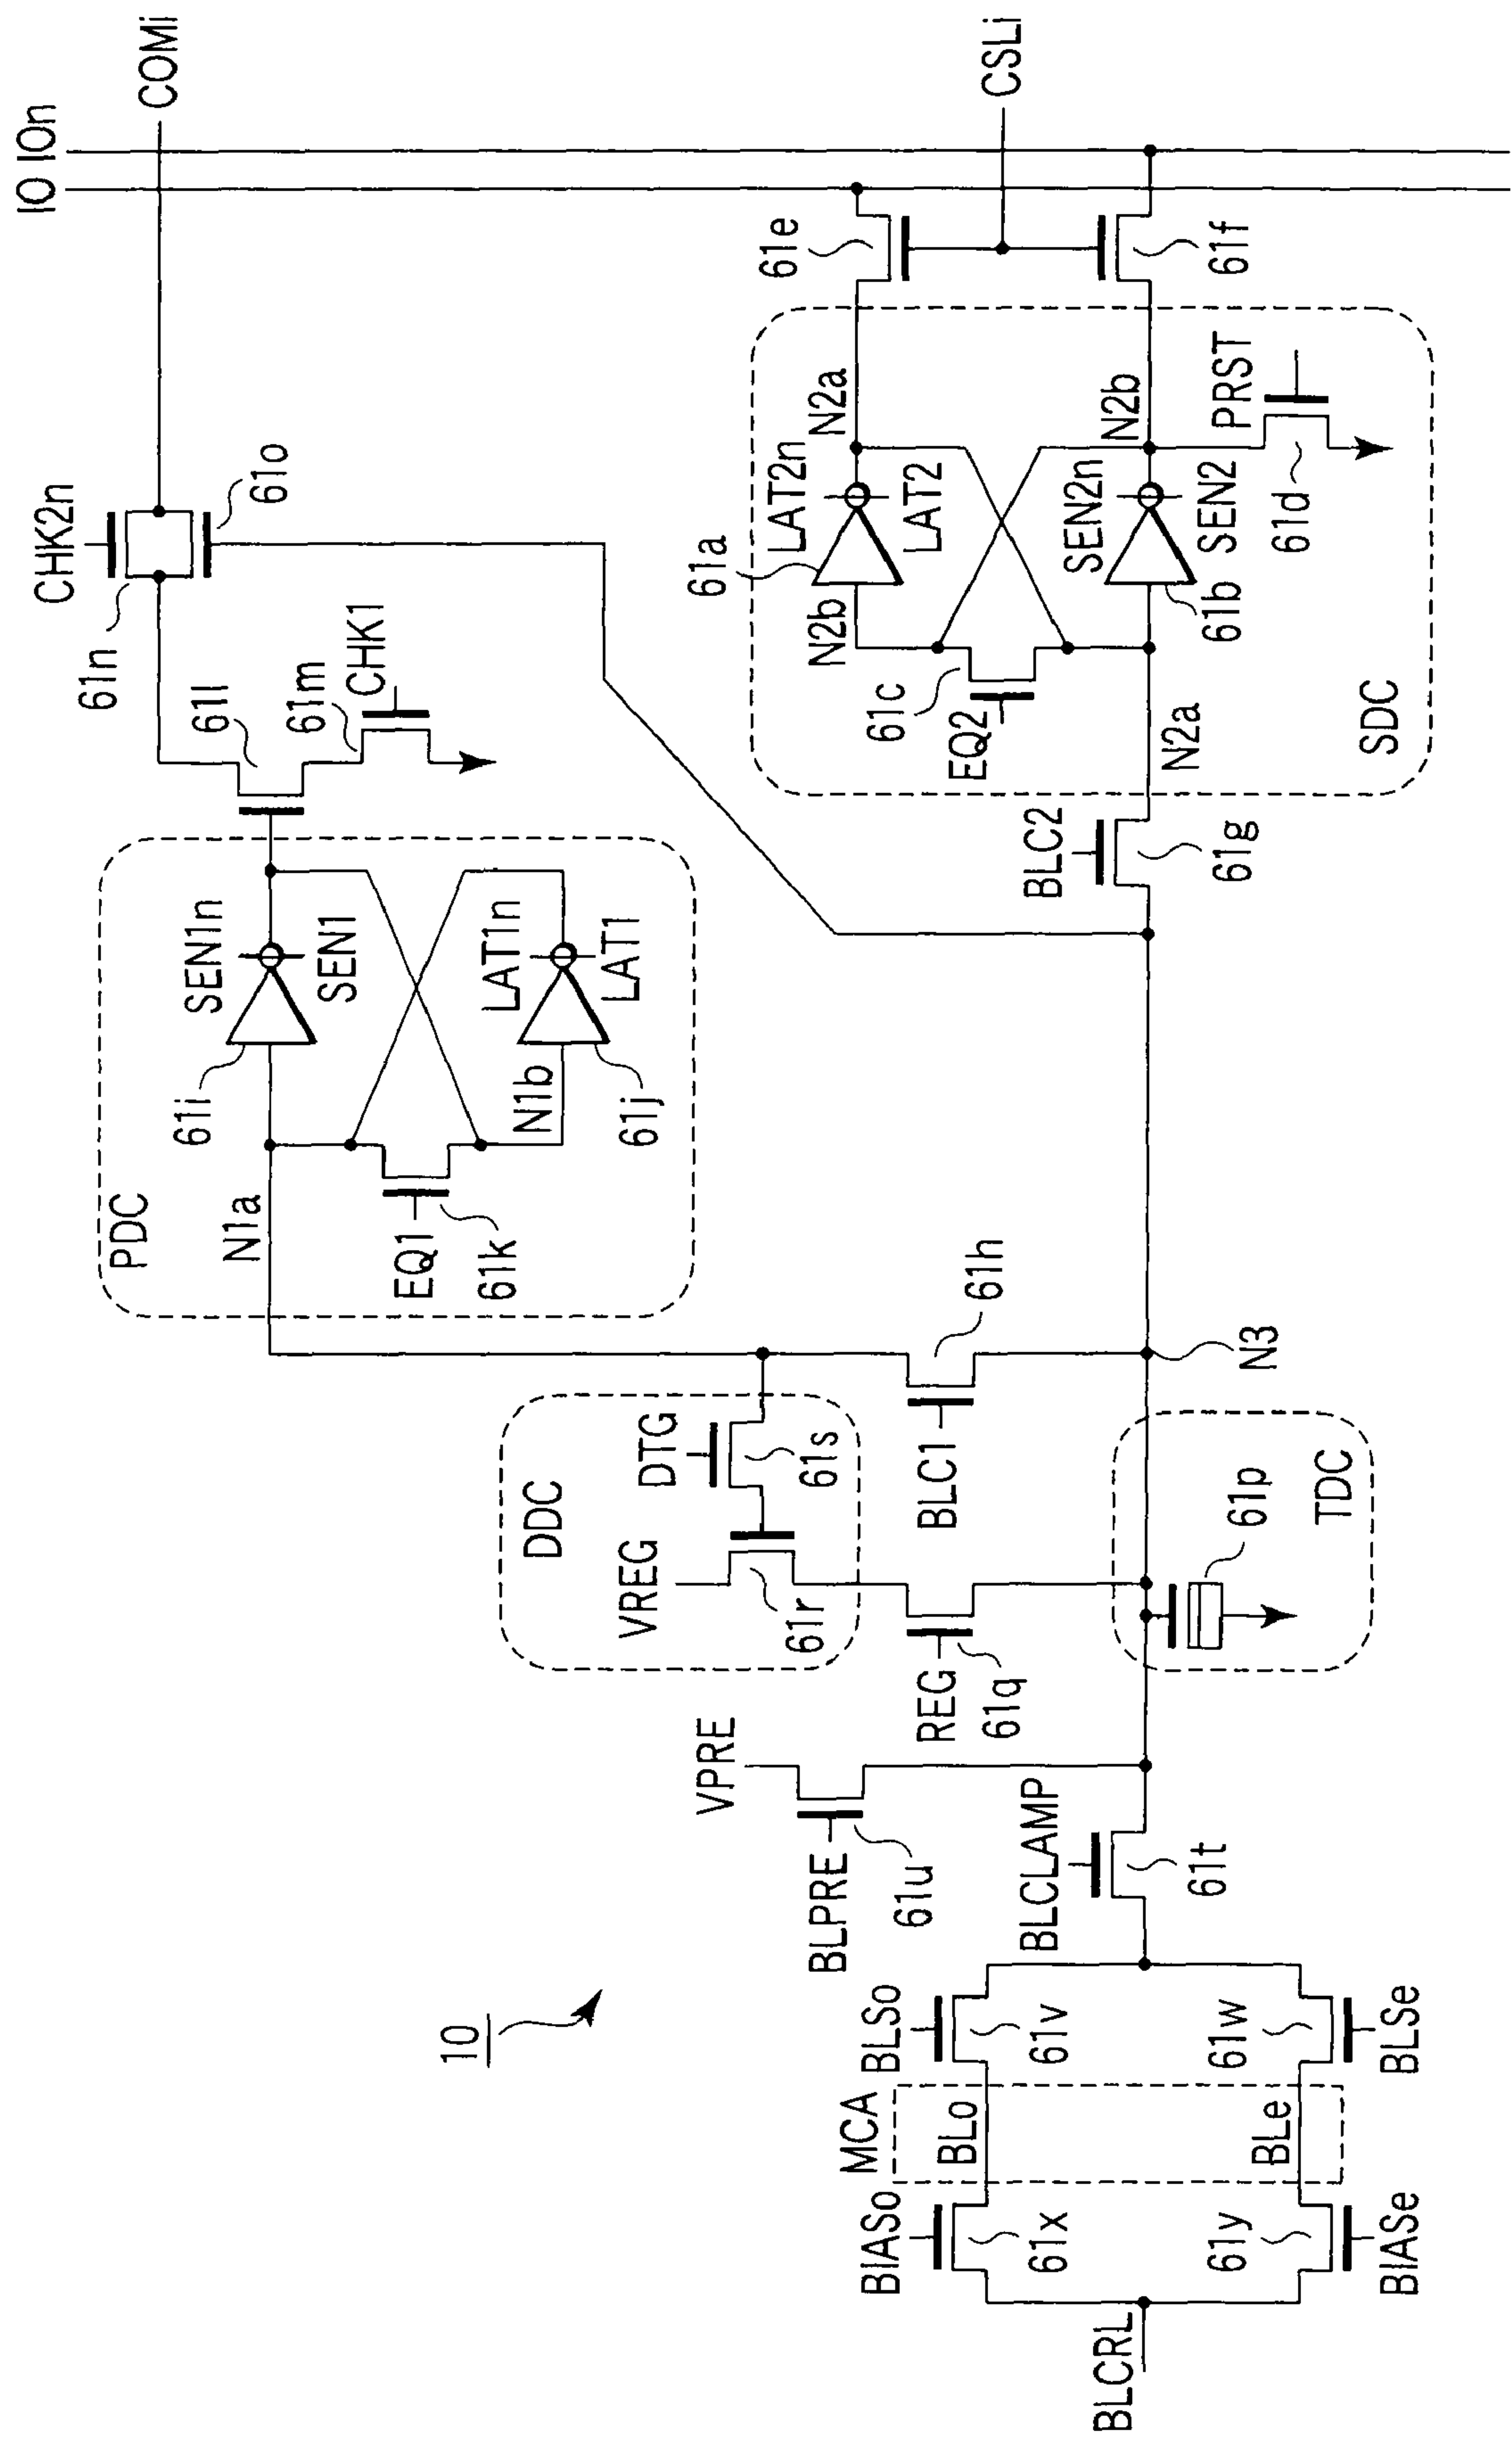 IO IOn
COMi
CSLi
CHK2n
61o
61n
61l
61m
CHK1
61e
61f
N2a
N2b
PRST
61d
LAT2n
LAT2
SEN2n
SEN2
61a
61b
N2b
61c
EQ2
N2a
SDC
BLC2
61g
SEN1n
SEN1
LAT1n
LAT1
61i
61j
N1b
PDC
N1a
EQ1
61k
61h
N3
BLC1
DDC
DTG
61s
VREG
61r
REG
61q
61p
TDC
VPRE
BLPRE
61u
BLCLAMP
61t
10
BLSo
61v
61w
BLSe
MCA
BLo
BLe
BIASo
61x
61y
BIASe
BLCRL